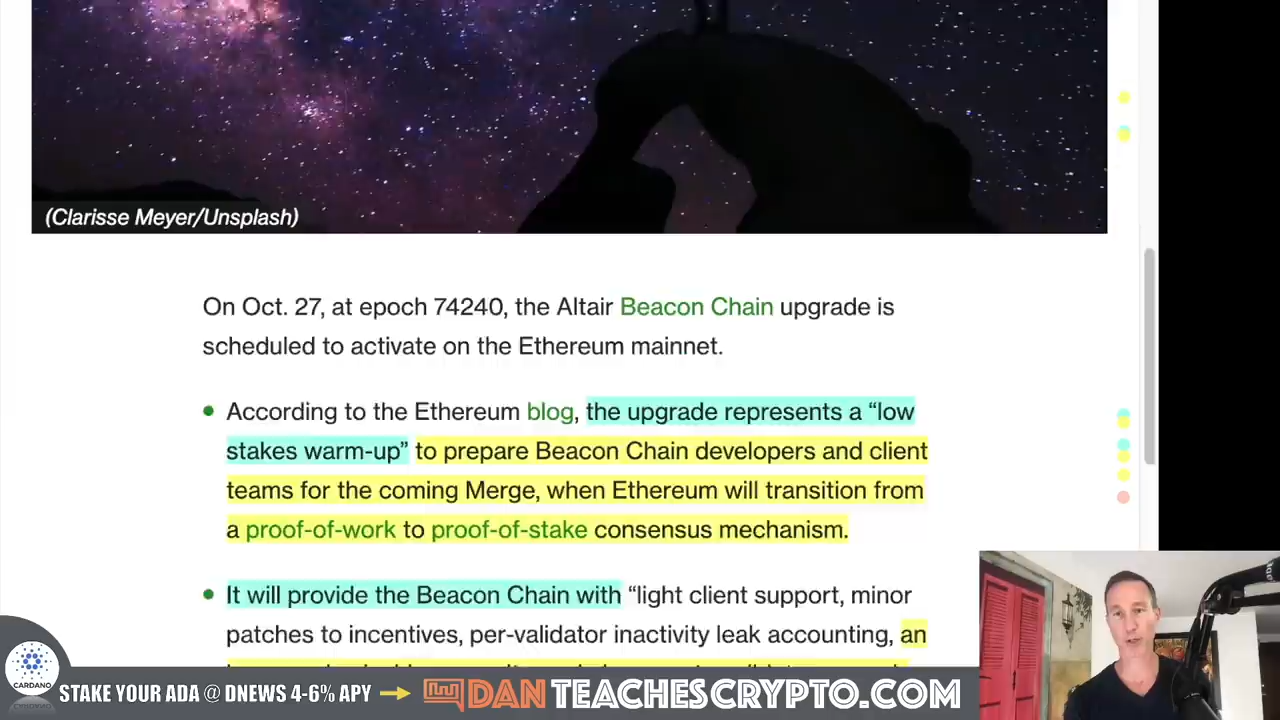 (Clarisse Meyer/Unsplash)
On Oct. 27, at epoch 74240, the Altair Beacon Chain upgrade is
scheduled to activate on the Ethereum mainnet.
According to the Ethereum blog, the upgrade represents a “low
stakes warm-up” to prepare Beacon Chain developers and client
teams for the coming Merge, when Ethereum will transition from
a proof-of-work to proof-of-stake consensus mechanism.
It will provide the Beacon Chain with “light client support, minor
patches to incentives, per-validator inactivity leak accounting, an
CARDANO
STAKE YOUR ADA @ DNEWS 4-6% APY
DANTEACHESCRYPTO.COM